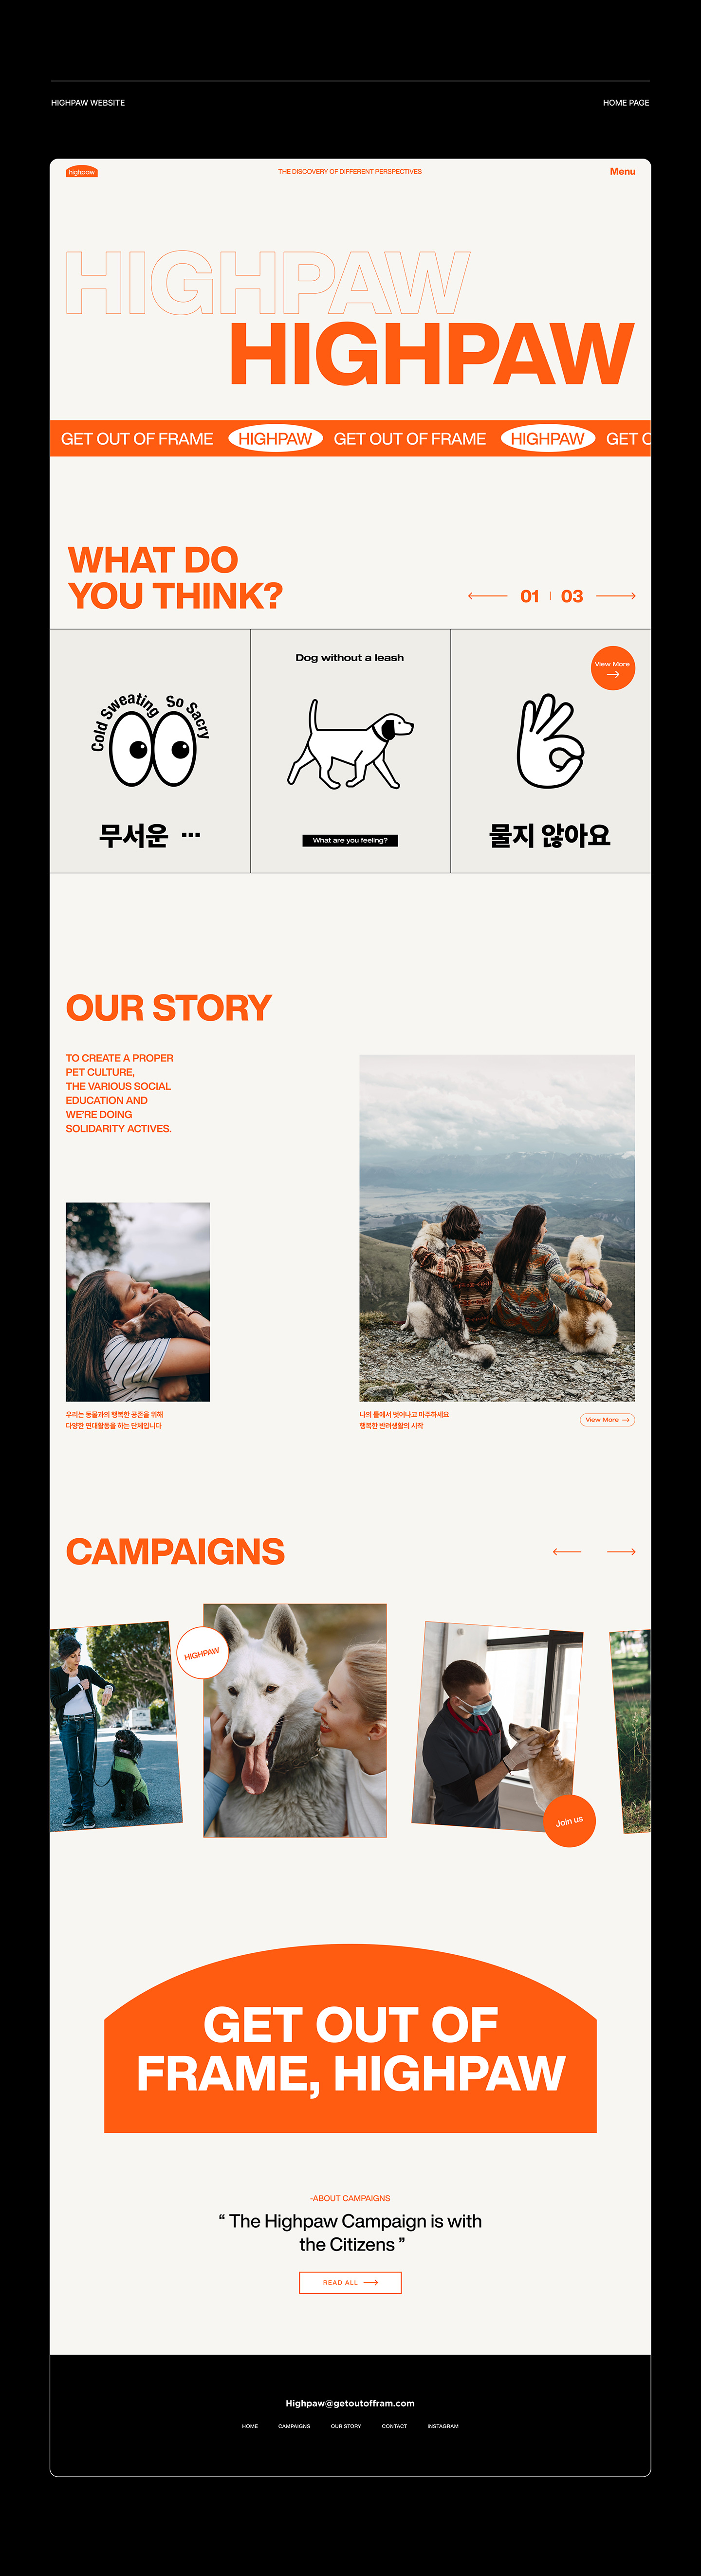 HIGHPAW WEBSITE
HOME PAGE
highpaw
THE DISCOVERY OF DIFFERENT PERSPECTIVES
Menu
HIGHPAW
HIGHPAW
GET OUT OF FRAME HIGHPAW GET OUT OF FRAME HIGHPAW GET O
WHAT DO
YOU THINK?
01 | 03
Cold Sweating So Sacry
무서운 ...
Dog without a leash
What are you feeling?
View More
물지 않아요
OUR STORY
TO CREATE A PROPER
PET CULTURE,
THE VARIOUS SOCIAL
EDUCATION AND
WE'RE DOING
SOLIDARITY ACTIVES.
우리는 동물과의 행복한 공존을 위해
다양한 연대활동을 하는 단체입니다
나의 틀에서 벗어나고 마주하세요
행복한 반려생활의 시작
View More
CAMPAIGNS
HIGHPAW
Join us
GET OUT OF
FRAME, HIGHPAW
-ABOUT CAMPAIGNS
“ The Highpaw Campaign is with
the Citizens ”
READ ALL
Highpaw@getoutoffram.com
HOME CAMPAIGNS OUR STORY CONTACT INSTAGRAM